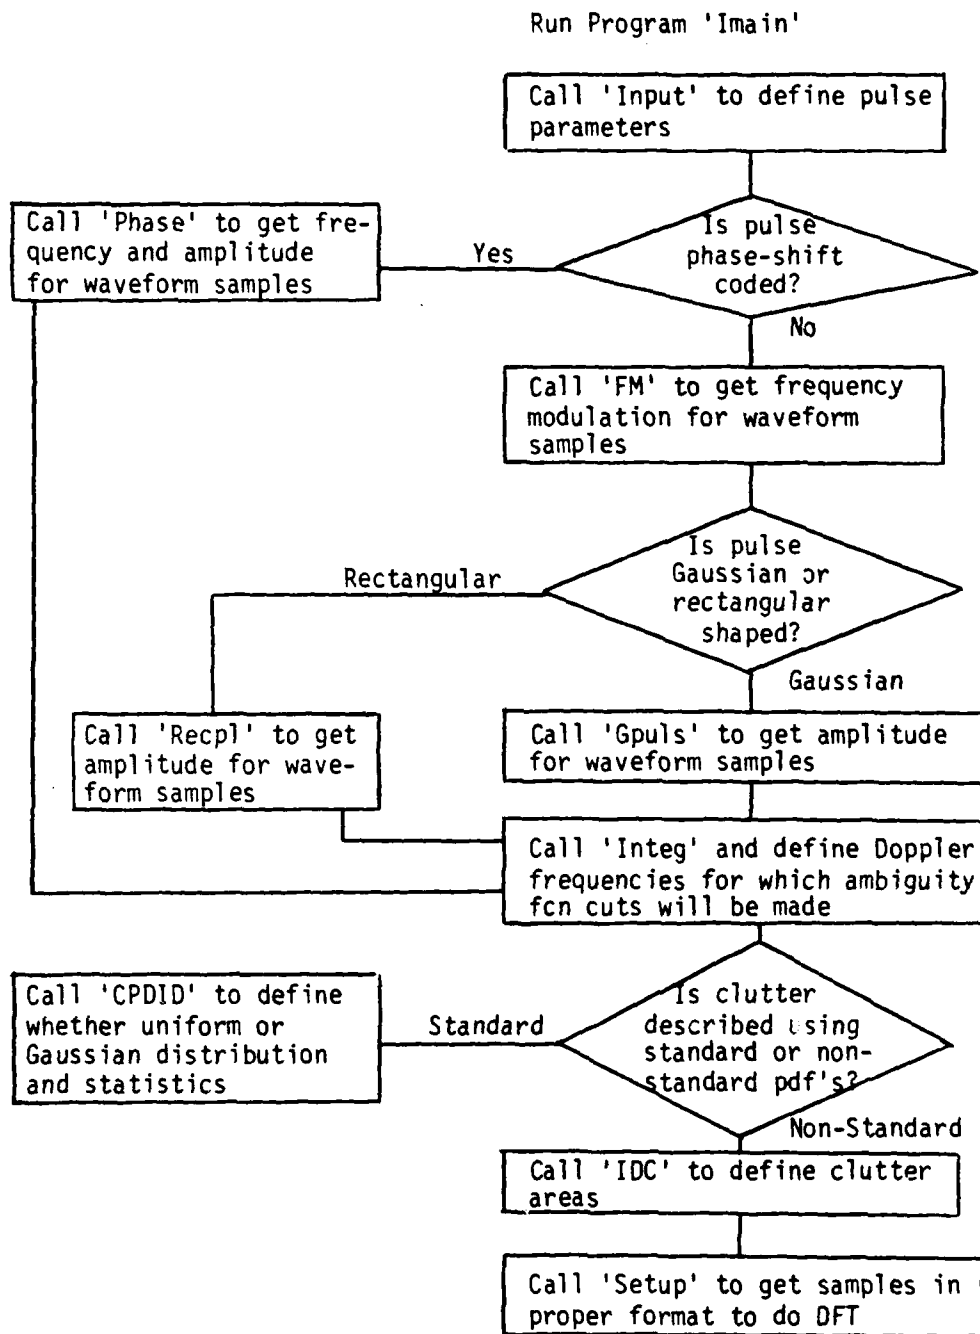 Run Program 'Imain'
Call 'Input' to define pulse
parameters
Is pulse
phase-shift
coded?
Yes
Call 'Phase' to get fre-
quency and amplitude
for waveform samples
No
Call 'FM' to get frequency
modulation for waveform
samples
Is pulse
Gaussian or
rectangular
shaped?
Rectangular
Gaussian
Call 'Recpl' to get
amplitude for wave-
form samples
Call 'Gpuls' to get amplitude
for waveform samples
Call 'Integ' and define Doppler
frequencies for which ambiguity
fcn cuts will be made
Is clutter
described using
standard or non-
standard pdf's?
Standard
Call 'CPDID' to define
whether uniform or
Gaussian distribution
and statistics
Non-Standard
Call 'IDC' to define clutter
areas
Call 'Setup' to get samples in
proper format to do DFT